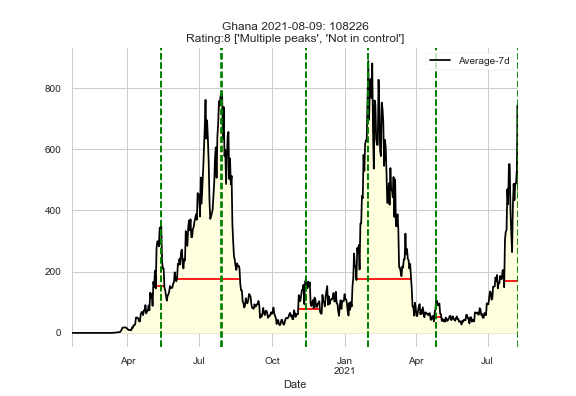 Ghana 2021-08-09: 108226
Rating:8 ['Multiple peaks', 'Not in control']
Average-7d
800
600
400
200
0
Apr
Jul
Oct
Jan
2021
Apr
Jul
Date